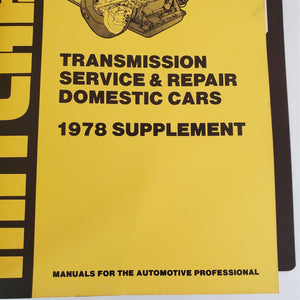 TRANSMISSION
SERVICE & REPAIR
DOMESTIC CARS
1978 SUPPLEMENT
MANUALS FOR THE AUTOMOTIVE PROFESSIONAL